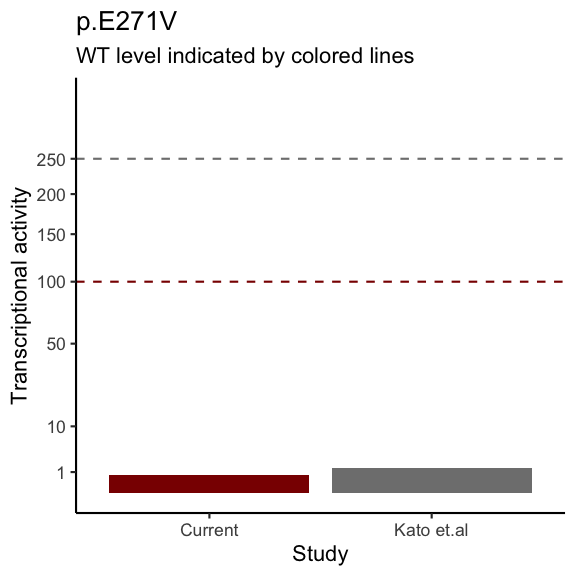 p.E271V
WT level indicated by colored lines
Transcriptional activity
250
200
150
100
50
10
1
Current
Kato et.al
Study